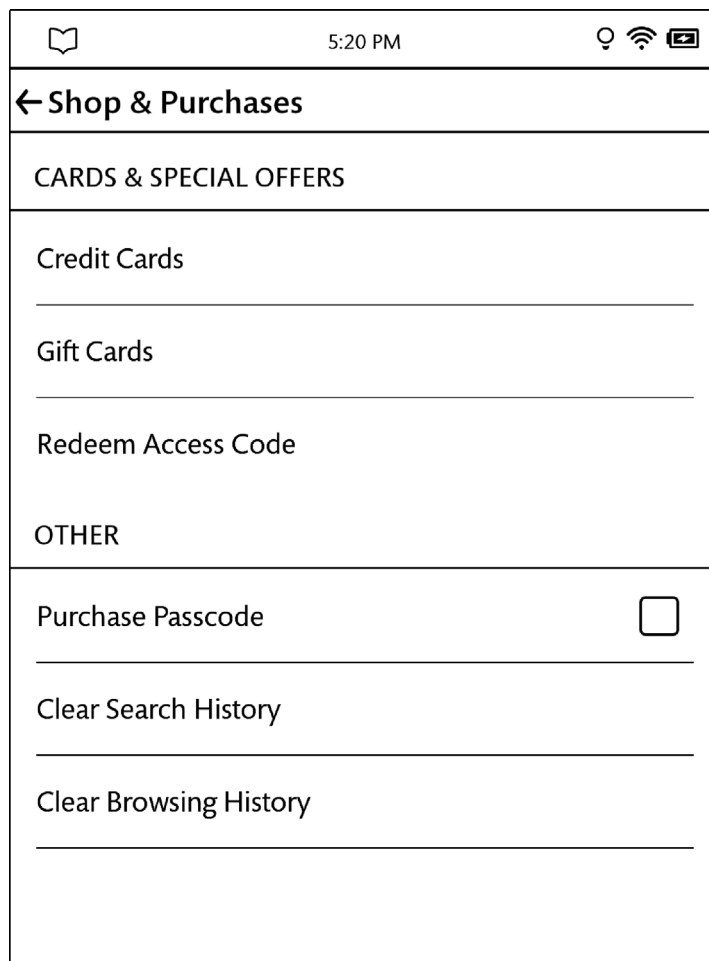 5:20 PM
Shop & Purchases
CARDS & SPECIAL OFFERS
Credit Cards
Gift Cards
Redeem Access Code
OTHER
Purchase Passcode
Clear Search History
Clear Browsing History